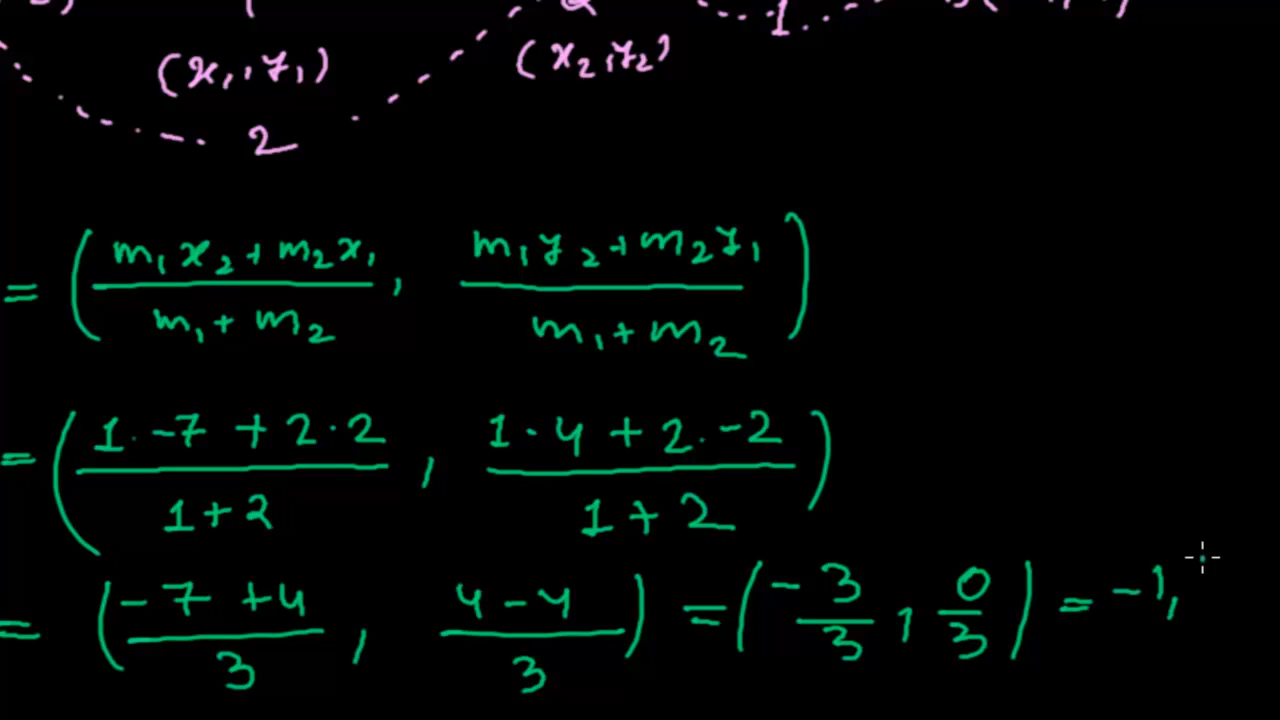 1
(x₁, y₁) (x₂, y₂)
2
= ( (m₁x₂ + m₂x₁)/(m₁ + m₂) , (m₁y₂ + m₂y₁)/(m₁ + m₂) )
= ( (1·-7 + 2·2)/(1+2) , (1·4 + 2·-2)/(1+2) )
= ( (-7+4)/3 , (4-4)/3 ) = ( -3/3 , 0/3 ) = -1,